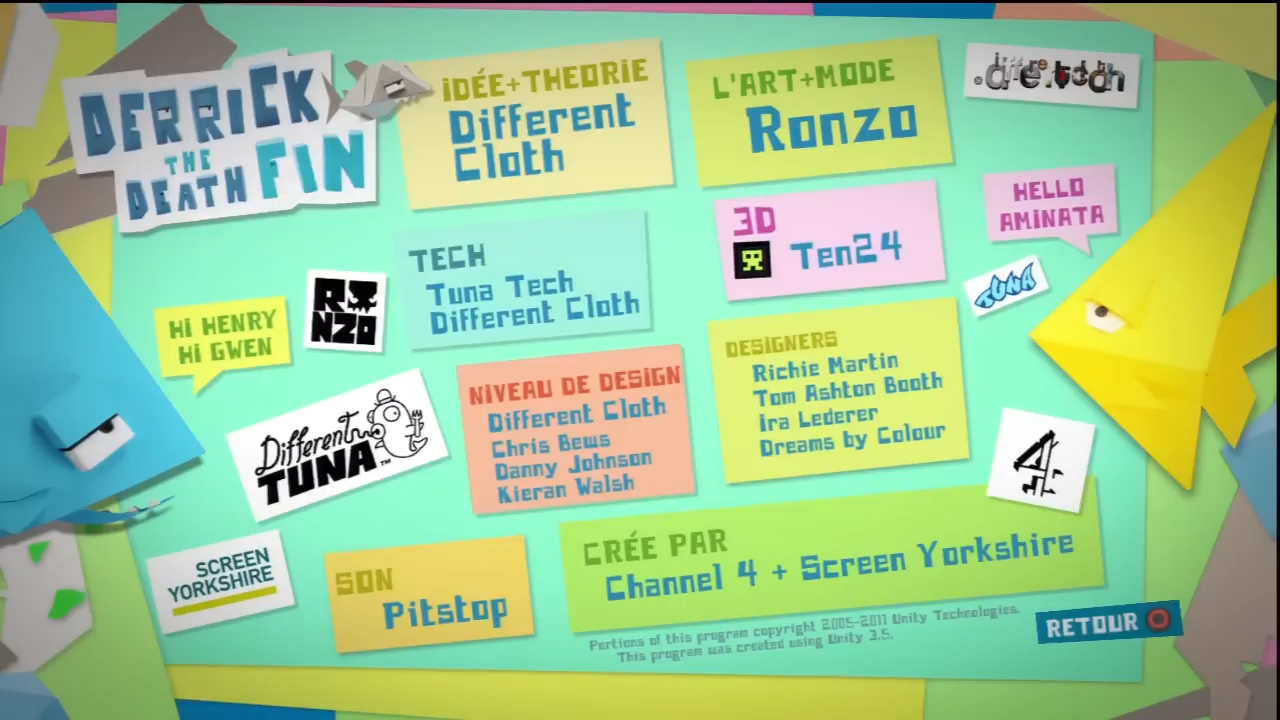 DERRICK
THE
DEATH FIN
iDÉE+THEORiE
Different
Cloth
L'ART+MODE
Ronzo
HELLO
AMINATA
3D
Ten24
TECH
Tuna Tech
Different Cloth
TUNA
Hi HENRY
Hi GWEN
RONZO
DESIGNERS
Richie Martin
Tom Ashton Booth
ira Lederer
Dreams by Colour
NIVEAU DE DESIGN
Different Cloth
Chris Bews
Danny Johnson
Kieran Walsh
Different
TUNA™
4
SCREEN
YORKSHIRE
SON
Pitstop
CRÉE PAR
Channel 4 + Screen Yorkshire
Portions of this program copyright 2005-2011 Unity Technologies.
This program was created using Unity 3.5.
RETOUR